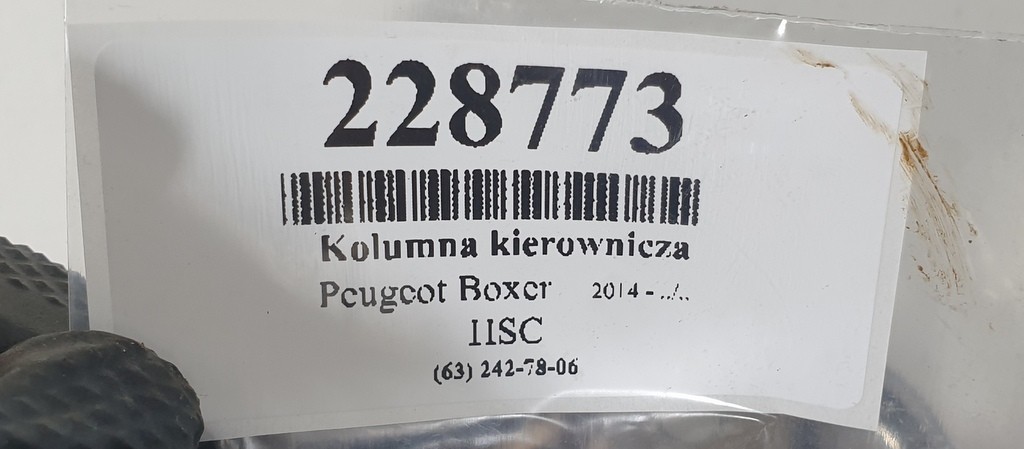 228773
Kolumna kierownicza
Peugeot Boxer 2014 - ../..
IISC
(63) 242-78-06